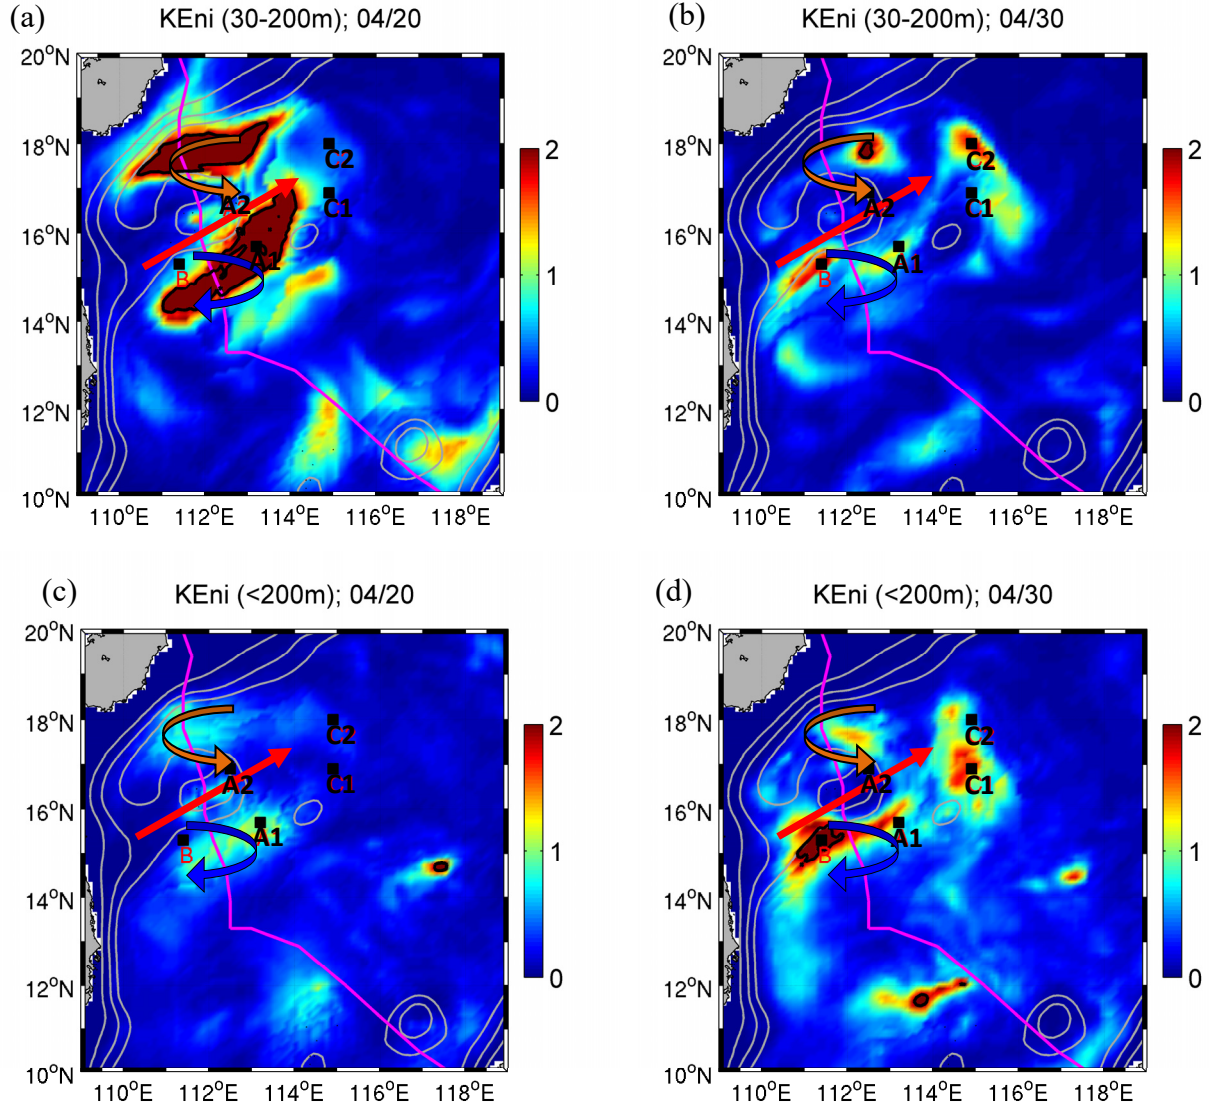 (a) KEni (30-200m); 04/20
20°N
18°N
16°N
14°N
12°N
10°N
110°E 112°E 114°E 116°E 118°E
C2
C1
A2
A1
B
2
1
0
(b) KEni (30-200m); 04/30
20°N
18°N
16°N
14°N
12°N
10°N
110°E 112°E 114°E 116°E 118°E
C2
C1
A2
A1
B
2
1
0
(c) KEni (<200m); 04/20
20°N
18°N
16°N
14°N
12°N
10°N
110°E 112°E 114°E 116°E 118°E
C2
C1
A2
A1
B
2
1
0
(d) KEni (<200m); 04/30
20°N
18°N
16°N
14°N
12°N
10°N
110°E 112°E 114°E 116°E 118°E
C2
C1
A2
A1
B
2
1
0